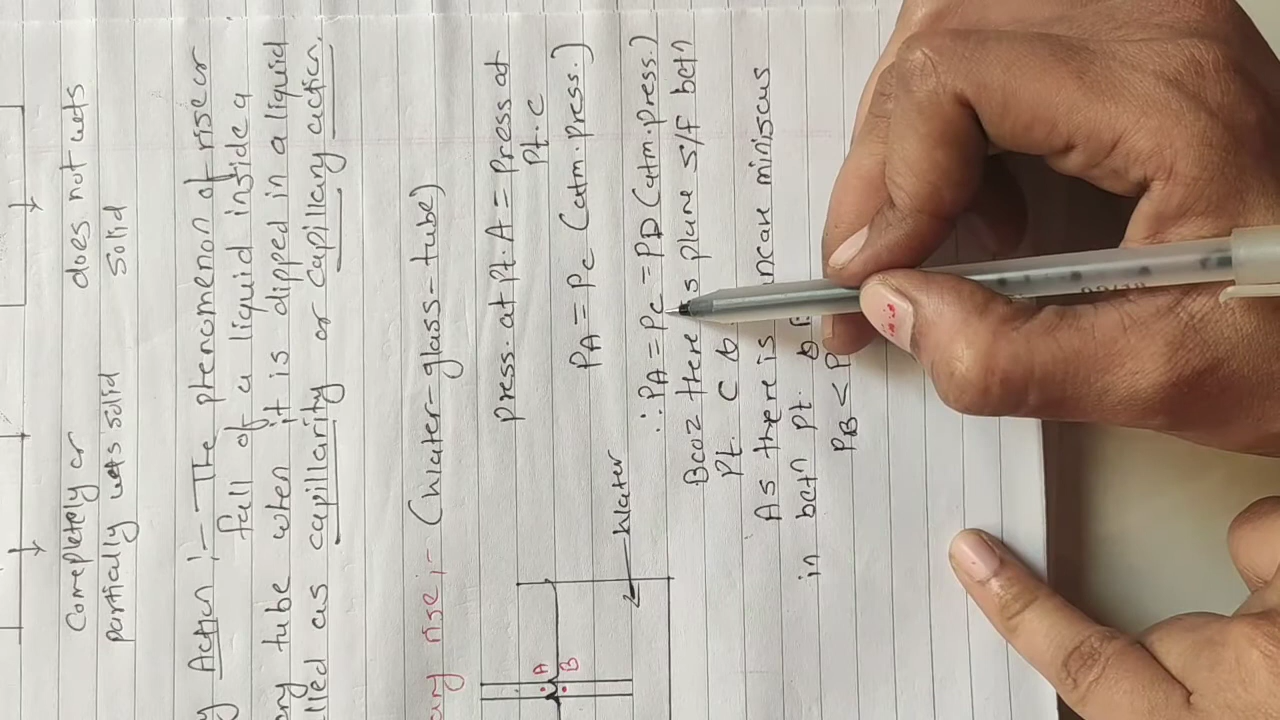 Comepletely or
partially wets solid
does not wets
solid
Action :- The phenomenon of rise or
fall of a liquid inside a
tube when it is dipped in a liquid
as capillarity or capillary action.
rise :- (Water-glass-tube)
press. at pt. A = press at
pt. C
PA = PC (atm. press.)
∴ PA = PC = PD (atm. press.)
Bcoz there plane s/f betn
pt. C
As there is miniscus
in betn pt.
PB <
A
B
Water